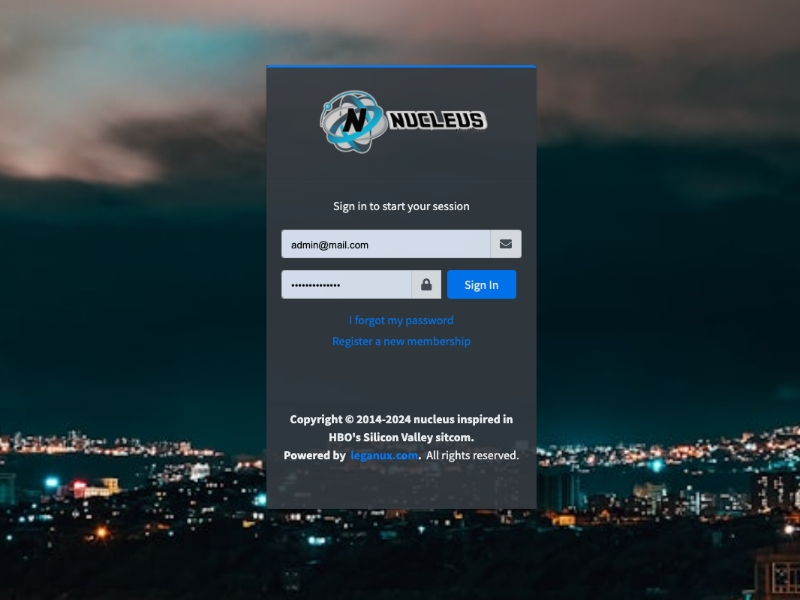 N NUCLEUS
Sign in to start your session
admin@mail.com
Sign In
I forgot my password
Register a new membership
Copyright © 2014-2024 nucleus inspired in
HBO's Silicon Valley sitcom.
Powered by leganux.com. All rights reserved.